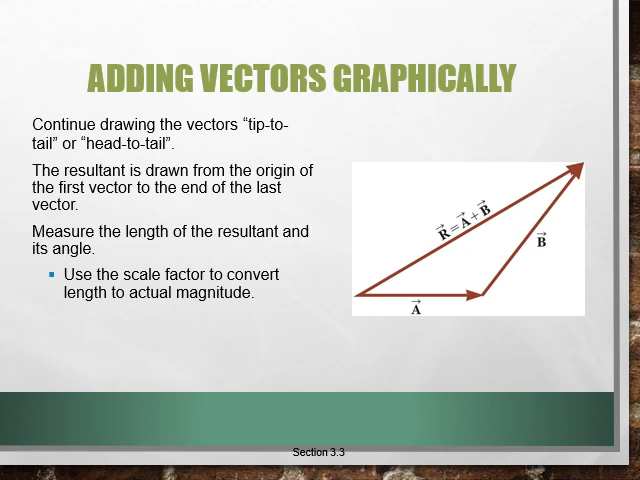 ADDING VECTORS GRAPHICALLY
Continue drawing the vectors “tip-to-
tail” or “head-to-tail”.
The resultant is drawn from the origin of
the first vector to the end of the last
vector.
Measure the length of the resultant and
its angle.
▪ Use the scale factor to convert
length to actual magnitude.
R⃗ = A⃗ + B⃗
B⃗
A⃗
Section 3.3